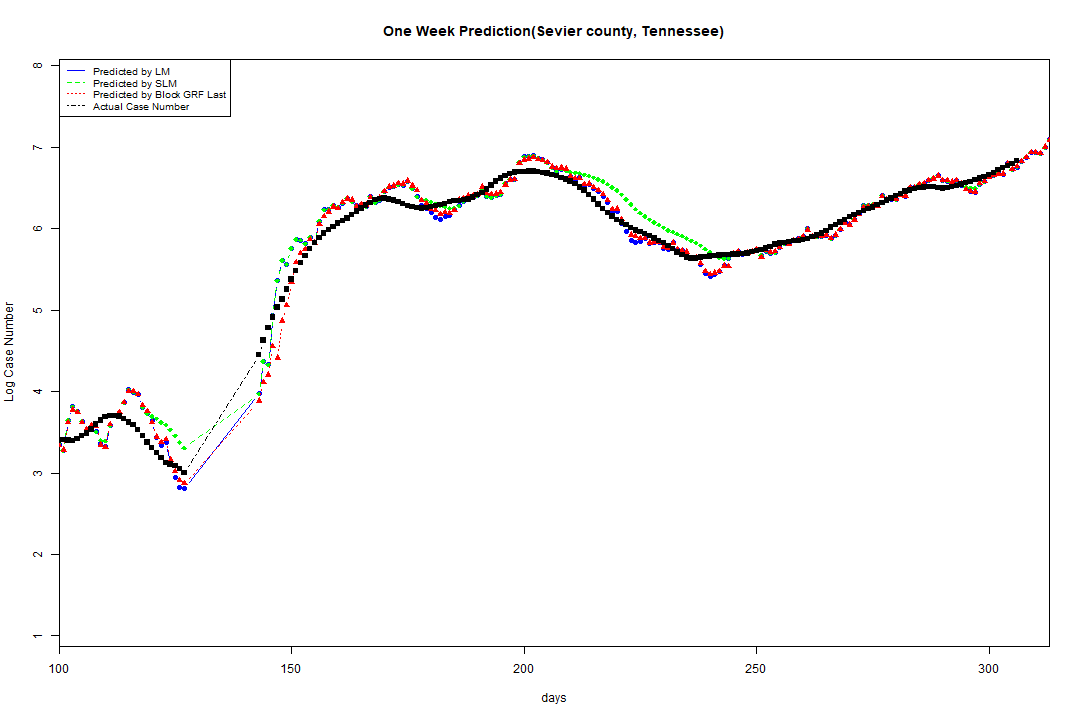 One Week Prediction(Sevier county, Tennessee)
Predicted by LM
Predicted by SLM
Predicted by Block GRF Last
Actual Case Number
8
7
6
5
4
3
2
1
Log Case Number
100 150 200 250 300
days